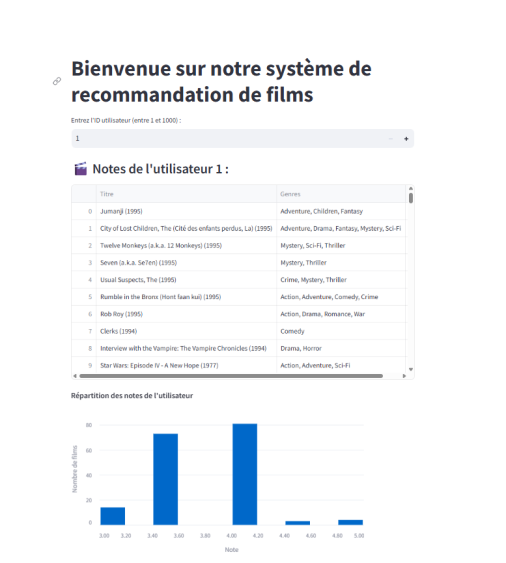 Bienvenue sur notre système de
recommandation de films
Entrez l'ID utilisateur (entre 1 et 1000) :
1
Notes de l'utilisateur 1 :
Titre Genres
0 Jumanji (1995) Adventure, Children, Fantasy
1 City of Lost Children, The (Cité des enfants perdus, La) (1995) Adventure, Drama, Fantasy, Mystery, Sci-Fi
2 Twelve Monkeys (a.k.a. 12 Monkeys) (1995) Mystery, Sci-Fi, Thriller
3 Seven (a.k.a. Se7en) (1995) Mystery, Thriller
4 Usual Suspects, The (1995) Crime, Mystery, Thriller
5 Rumble in the Bronx (Hont faan kui) (1995) Action, Adventure, Comedy, Crime
6 Rob Roy (1995) Action, Drama, Romance, War
7 Clerks (1994) Comedy
8 Interview with the Vampire: The Vampire Chronicles (1994) Drama, Horror
9 Star Wars: Episode IV - A New Hope (1977) Action, Adventure, Sci-Fi
Répartition des notes de l'utilisateur
Nombre de films
80
60
40
20
0
3.00 3.20 3.40 3.60 3.80 4.00 4.20 4.40 4.60 4.80 5.00
Note